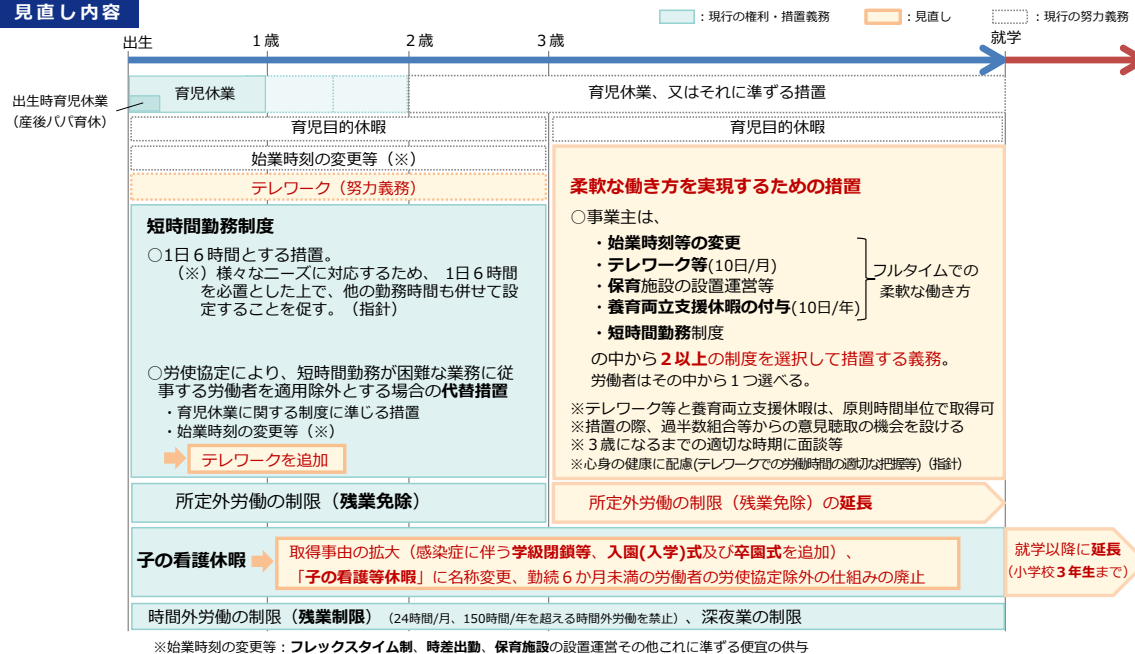 見直し内容
：現行の権利・措置義務
：見直し
：現行の努力義務
出生
１歳
２歳
３歳
就学
出生時育児休業
（産後パパ育休）
育児休業
育児休業、又はそれに準ずる措置
育児目的休暇
育児目的休暇
始業時刻の変更等（※）
テレワーク（努力義務）
短時間勤務制度
○1日６時間とする措置。
（※）様々なニーズに対応するため、 1日６時間
を必置とした上で、他の勤務時間も併せて設
定することを促す。（指針）
○労使協定により、短時間勤務が困難な業務に従
事する労働者を適用除外とする場合の代替措置
・育児休業に関する制度に準じる措置
・始業時刻の変更等（※）
テレワークを追加
柔軟な働き方を実現するための措置
○事業主は、
・始業時刻等の変更
・テレワーク等(10日/月)
・保育施設の設置運営等
・養育両立支援休暇の付与(10日/年)
・短時間勤務制度
フルタイムでの
柔軟な働き方
の中から２以上の制度を選択して措置する義務。
労働者はその中から１つ選べる。
※テレワーク等と養育両立支援休暇は、原則時間単位で取得可
※措置の際、過半数組合等からの意見聴取の機会を設ける
※３歳になるまでの適切な時期に面談等
※心身の健康に配慮(テレワークでの労働時間の適切な把握等)（指針）
所定外労働の制限（残業免除）
所定外労働の制限（残業免除）の延長
子の看護休暇
取得事由の拡大（感染症に伴う学級閉鎖等、入園(入学)式及び卒園式を追加）、
「子の看護等休暇」に名称変更、勤続６か月未満の労働者の労使協定除外の仕組みの廃止
就学以降に延長
（小学校３年生まで）
時間外労働の制限（残業制限）（24時間/月、150時間/年を超える時間外労働を禁止）、深夜業の制限
※始業時刻の変更等：フレックスタイム制、時差出勤、保育施設の設置運営その他これに準ずる便宜の供与